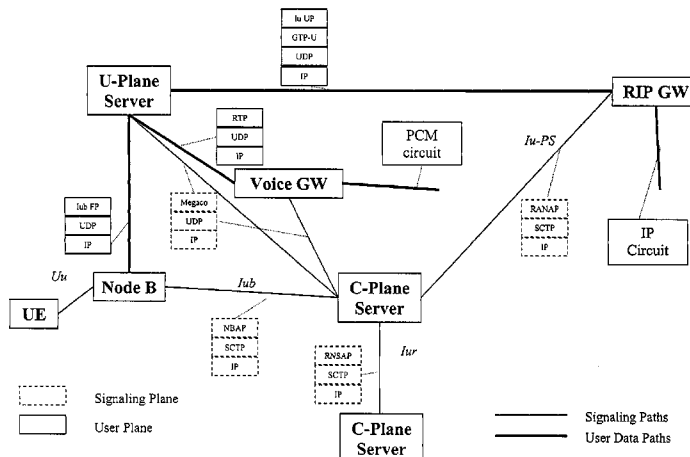 Iu UP
GTP-U
UDP
IP
U-Plane
Server
RIP GW
RTP
UDP
IP
PCM
circuit
Iu-PS
Voice GW
Megaco
UDP
IP
RANAP
SCTP
IP
Iub FP
UDP
IP
IP
Circuit
Uu
Node B
Iub
C-Plane
Server
UE
NBAP
SCTP
IP
RNSAP
SCTP
IP
Iur
Signaling Plane
User Plane
C-Plane
Server
Signaling Paths
User Data Paths